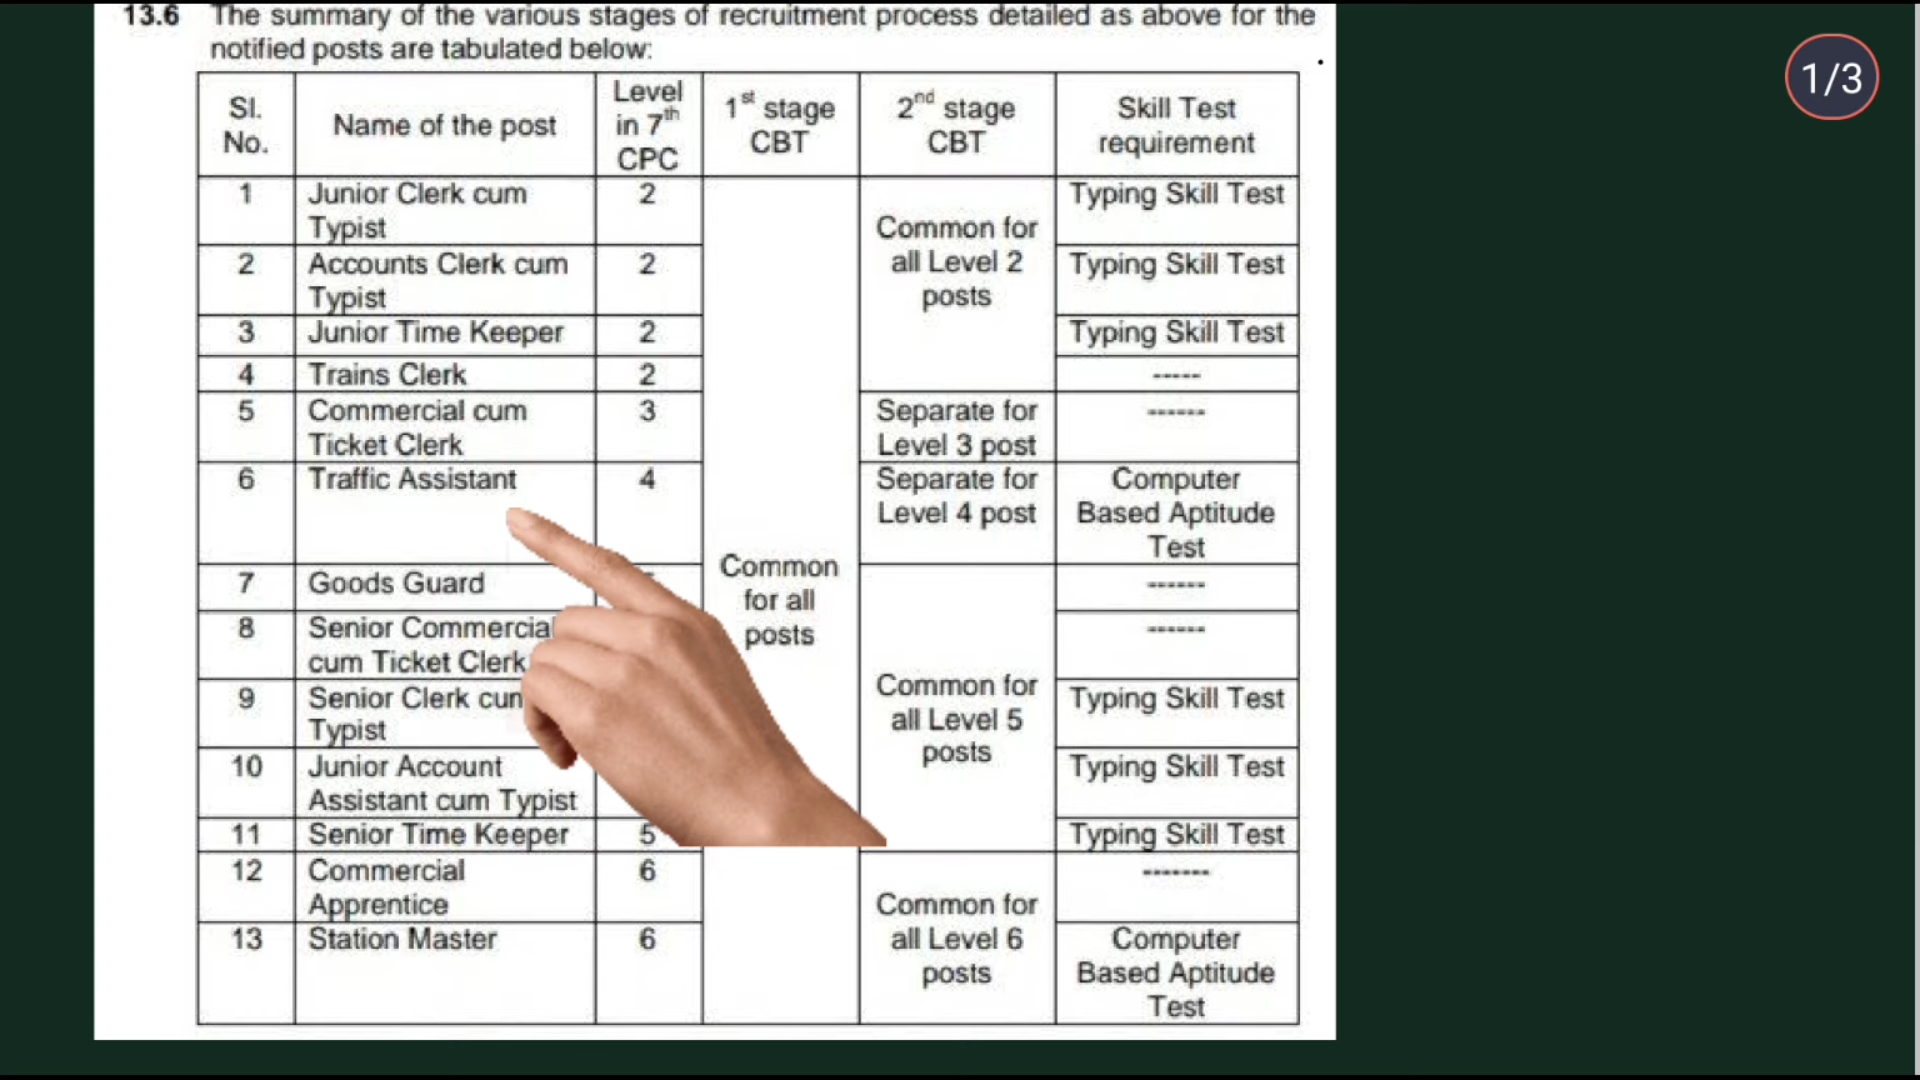 13.6 The summary of the various stages of recruitment process detailed as above for the
notified posts are tabulated below:
1/3
Sl. No. Name of the post Level in 7th CPC 1st stage CBT 2nd stage CBT Skill Test requirement
1 Junior Clerk cum Typist 2 Typing Skill Test
Common for all Level 2 posts
2 Accounts Clerk cum Typist 2 Typing Skill Test
3 Junior Time Keeper 2 Typing Skill Test
4 Trains Clerk 2 -----
5 Commercial cum Ticket Clerk 3 Separate for Level 3 post ------
6 Traffic Assistant 4 Separate for Level 4 post Computer Based Aptitude Test
Common for all posts
7 Goods Guard ------
8 Senior Commercial cum Ticket Clerk ------
9 Senior Clerk Typist Typing Skill Test
Common for all Level 5 posts
10 Junior Account Assistant cum Typist Typing Skill Test
11 Senior Time Keeper 5 Typing Skill Test
12 Commercial Apprentice 6 -------
Common for all Level 6 posts
13 Station Master 6 Computer Based Aptitude Test